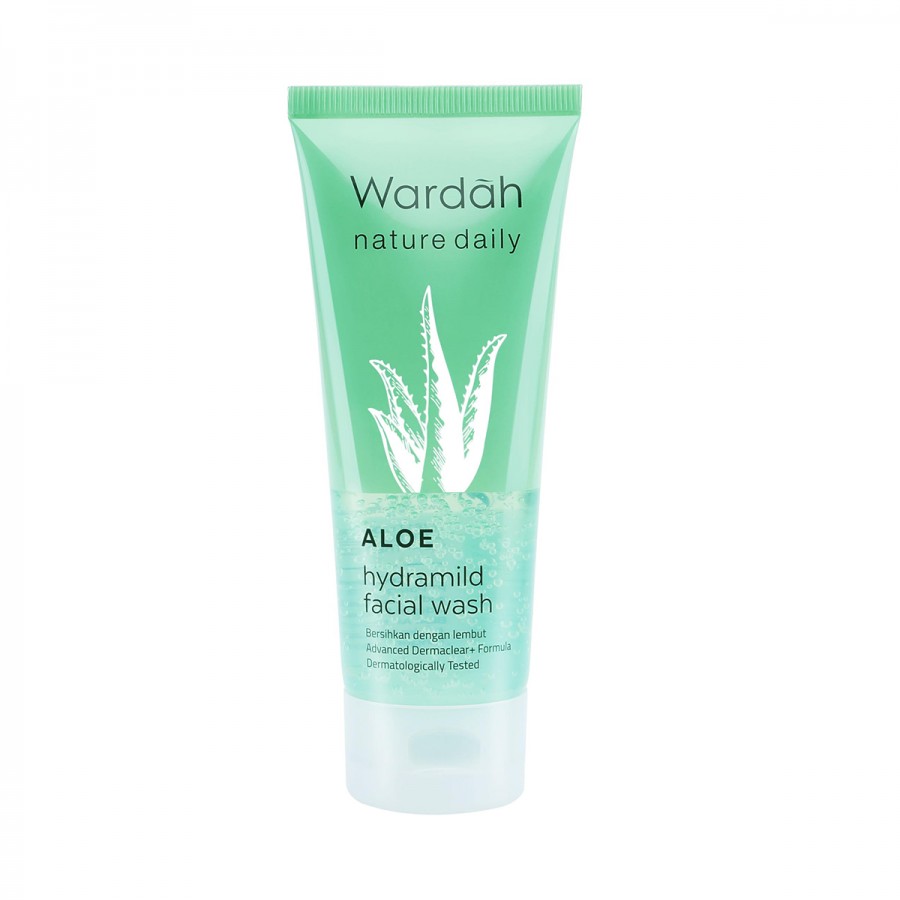 Wardah
nature daily
ALOE
hydramild
facial wash
Bersihkan dengan lembut
Advanced Dermaclear+ Formula
Dermatologically Tested